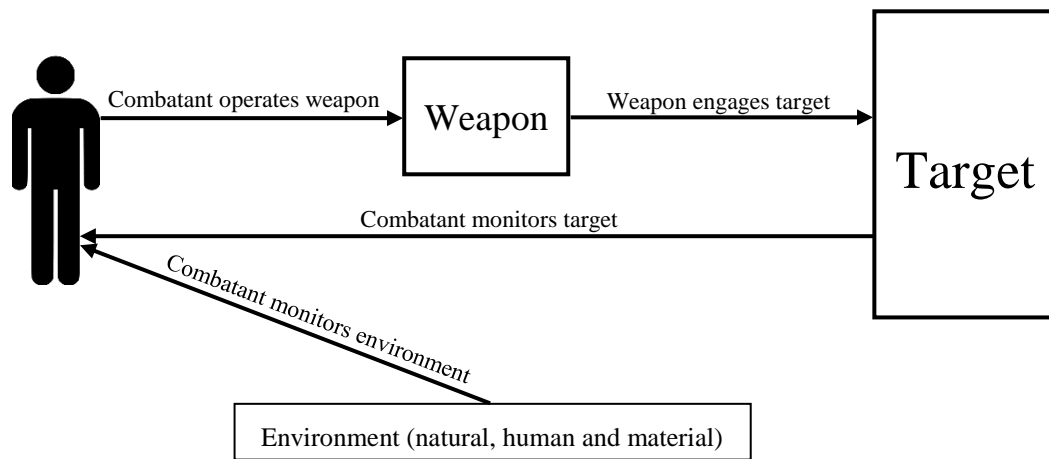 Combatant operates weapon
Weapon
Weapon engages target
Target
Combatant monitors target
Combatant monitors environment
Environment (natural, human and material)